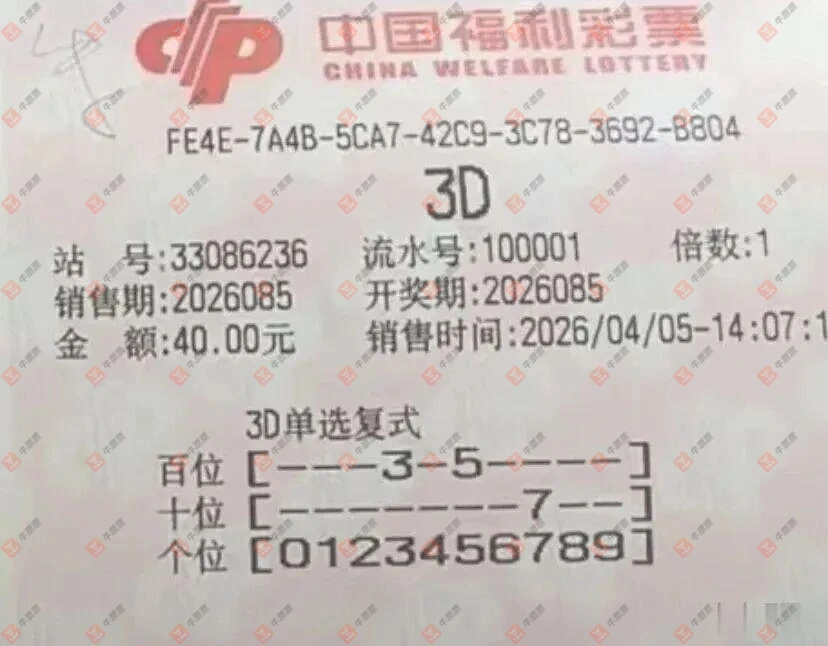 中国福利彩票
CHINA WELFARE LOTTERY
FE4E-7A4B-5CA7-42C9-3C78-3692-B804
3D
站 号:33086236 流水号:100001 倍数:1
销售期:2026085 开奖期:2026085
金 额:40.00元 销售时间:2026/04/05-14:07:1
3D单选复式
百位 [---3-5----]
十位 [-------7--]
个位 [0123456789]